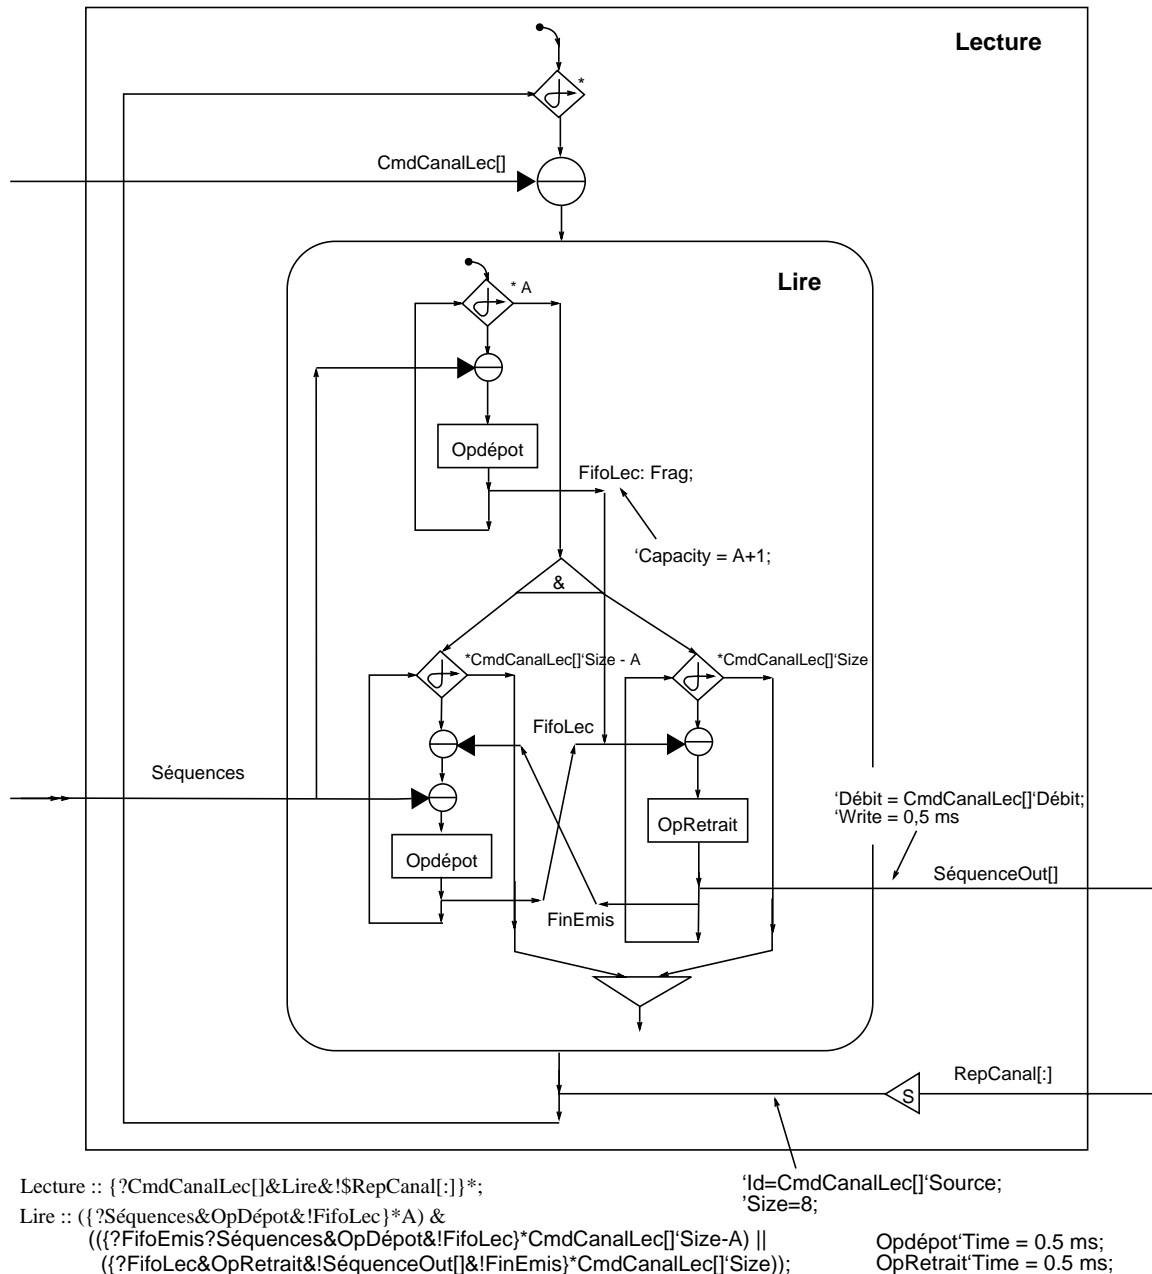 Lecture
*
CmdCanalLec[]
Lire
* A
Opdépot
FifoLec: Frag;
‘Capacity = A+1;
&
*CmdCanalLec[]‘Size - A
*CmdCanalLec[]‘Size
FifoLec
Séquences
‘Débit = CmdCanalLec[]‘Débit;
‘Write = 0,5 ms
OpRetrait
Opdépot
SéquenceOut[]
FinEmis
RepCanal[:]
S
‘Id=CmdCanalLec[]‘Source;
’Size=8;
Lecture :: {?CmdCanalLec[]&Lire&!$RepCanal[:]}*;
Lire :: ({?Séquences&OpDépot&!FifoLec}*A) &
(({?FifoEmis?Séquences&OpDépot&!FifoLec}*CmdCanalLec[]‘Size-A) ||
({?FifoLec&OpRetrait&!SéquenceOut[]&!FinEmis}*CmdCanalLec[]‘Size));
Opdépot‘Time = 0.5 ms;
OpRetrait‘Time = 0.5 ms;